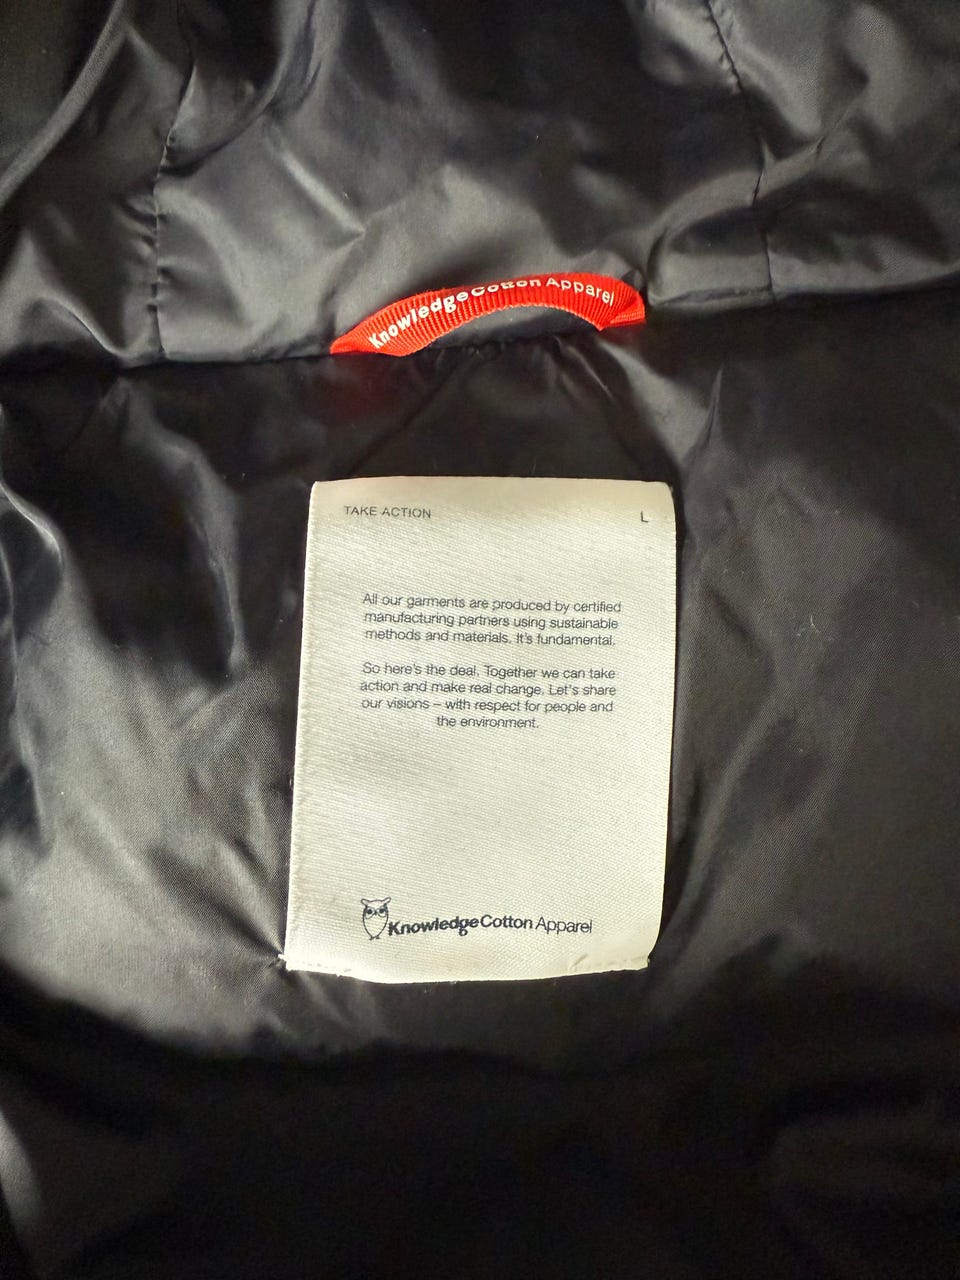 KnowledgeCotton Apparel
TAKE ACTION
L
All our garments are produced by certified
manufacturing partners using sustainable
methods and materials. It's fundamental.
So here's the deal. Together we can take
action and make real change. Let's share
our visions – with respect for people and
the environment.
KnowledgeCotton Apparel